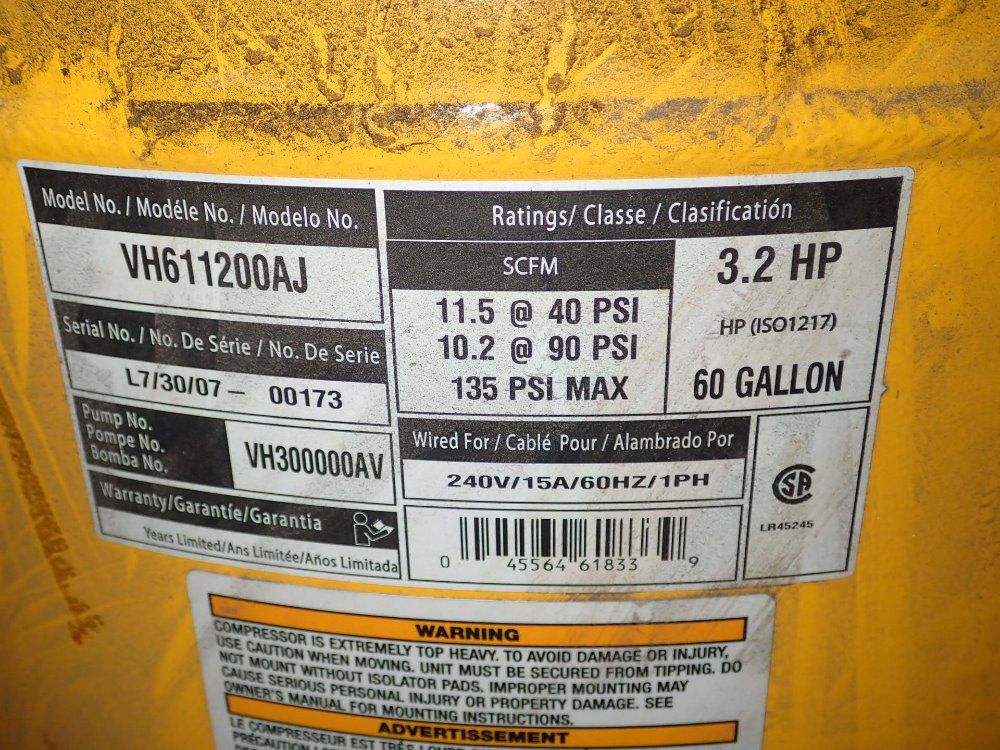 Model No. / Modéle No. / Modelo No.
VH611200AJ
Serial No. / No. De Série / No. De Serie
L7/30/07 - 00173
Pump No.
Pompe No.
Bomba No.
VH300000AV
Warranty/Garantíe/Garantia
Years Limited/Ans Limitée/Años Limitada
Ratings/ Classe / Clasificatión
SCFM
11.5 @ 40 PSI
10.2 @ 90 PSI
135 PSI MAX
3.2 HP
HP (ISO1217)
60 GALLON
Wired For / Cablé Pour / Alambrado Por
240V/15A/60HZ/1PH
0 45564 61833 9
SA
LR45245
WARNING
COMPRESSOR IS EXTREMELY TOP HEAVY. TO AVOID DAMAGE OR INJURY,
USE CAUTION WHEN MOVING. UNIT MUST BE SECURED FROM TIPPING. DO
NOT MOUNT WITHOUT ISOLATOR PADS. IMPROPER MOUNTING MAY
CAUSE SERIOUS PERSONAL INJURY OR PROPERTY DAMAGE. SEE
OWNER'S MANUAL FOR MOUNTING INSTRUCTIONS.
ADVERTISSEMENT
LE COMPRESSEUR EST TRÈS
PRÉCAUTION